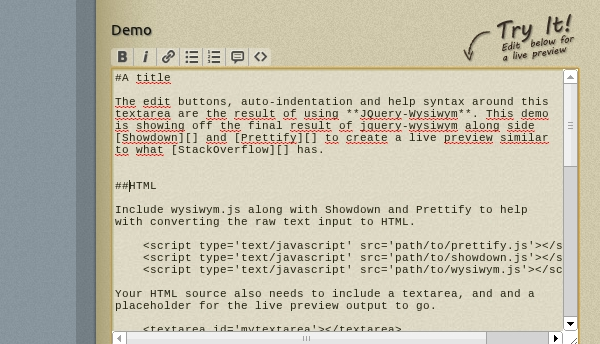 Demo
Try It!
Edit below for
a live preview
B i
#A title
The edit buttons, auto-indentation and help syntax around this
textarea are the result of using **JQuery-Wysiwym**. This demo
is showing off the final result of jquery-wysiwym along side
[Showdown][] and [Prettify][] to create a live preview similar
to what [StackOverflow][] has.
##HTML
Include wysiwym.js along with Showdown and Prettify to help
with converting the raw text input to HTML.
<script type='text/javascript' src='path/to/prettify.js'></s
<script type='text/javascript' src='path/to/showdown.js'></s
<script type='text/javascript' src='path/to/wysiwym.js'></sc
Your HTML source also needs to include a textarea, and and a
placeholder for the live preview output to go.
<textarea id='mytextarea'></textarea>